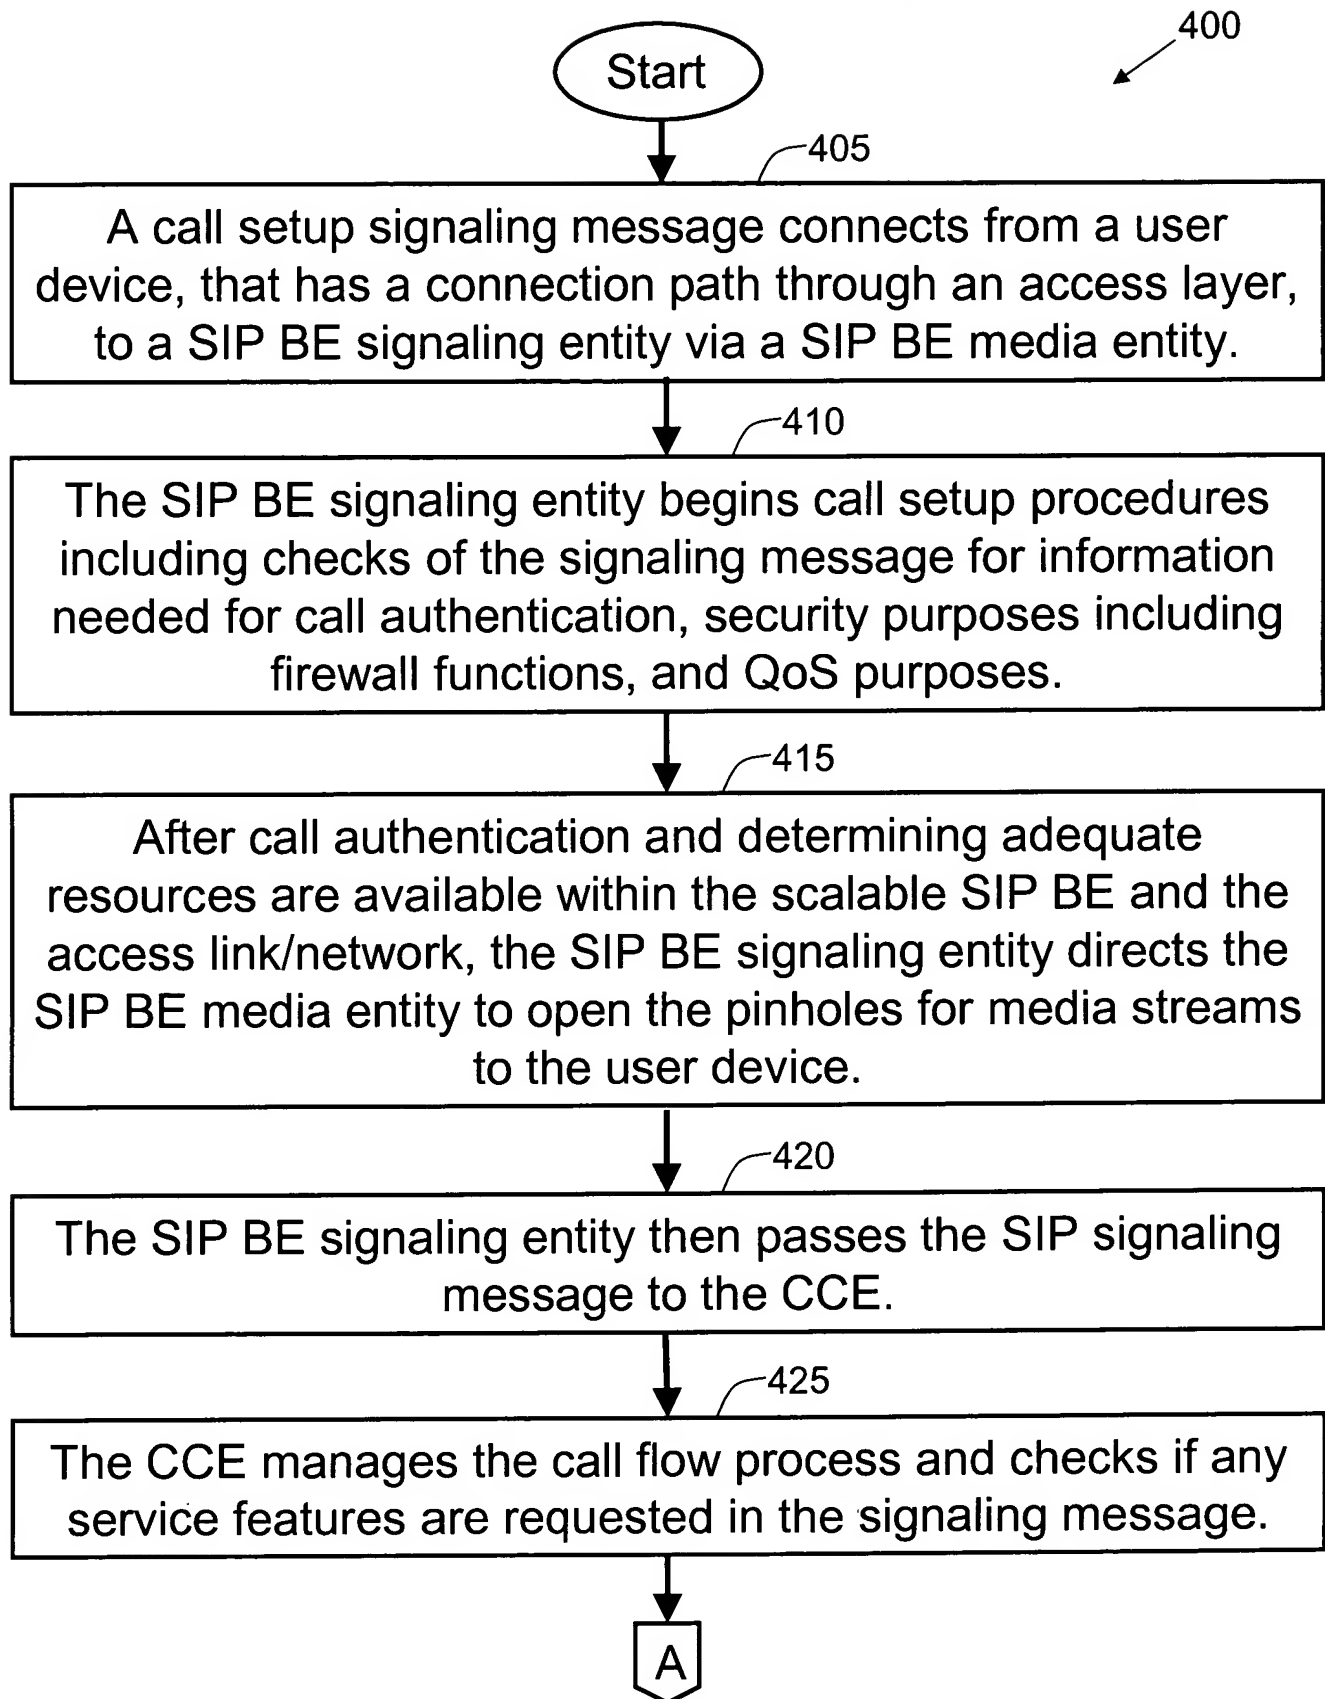 400
Start
405
A call setup signaling message connects from a user
device, that has a connection path through an access layer,
to a SIP BE signaling entity via a SIP BE media entity.
410
The SIP BE signaling entity begins call setup procedures
including checks of the signaling message for information
needed for call authentication, security purposes including
firewall functions, and QoS purposes.
415
After call authentication and determining adequate
resources are available within the scalable SIP BE and the
access link/network, the SIP BE signaling entity directs the
SIP BE media entity to open the pinholes for media streams
to the user device.
420
The SIP BE signaling entity then passes the SIP signaling
message to the CCE.
425
The CCE manages the call flow process and checks if any
service features are requested in the signaling message.
A